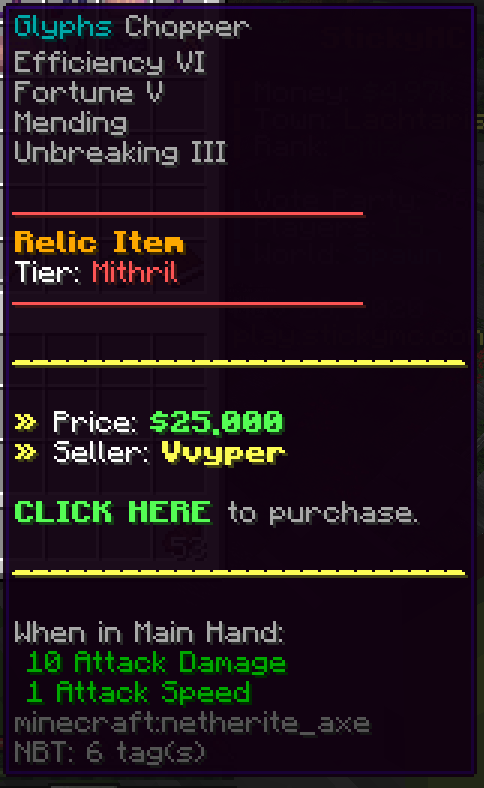 Glyphs Chopper
Efficiency VI
Fortune V
Mending
Unbreaking III
Relic Item
Tier: Mithril
» Price: $25,000
» Seller: Vvyper
CLICK HERE to purchase.
When in Main Hand:
10 Attack Damage
1 Attack Speed
minecraft:netherite_axe
NBT: 6 tag(s)